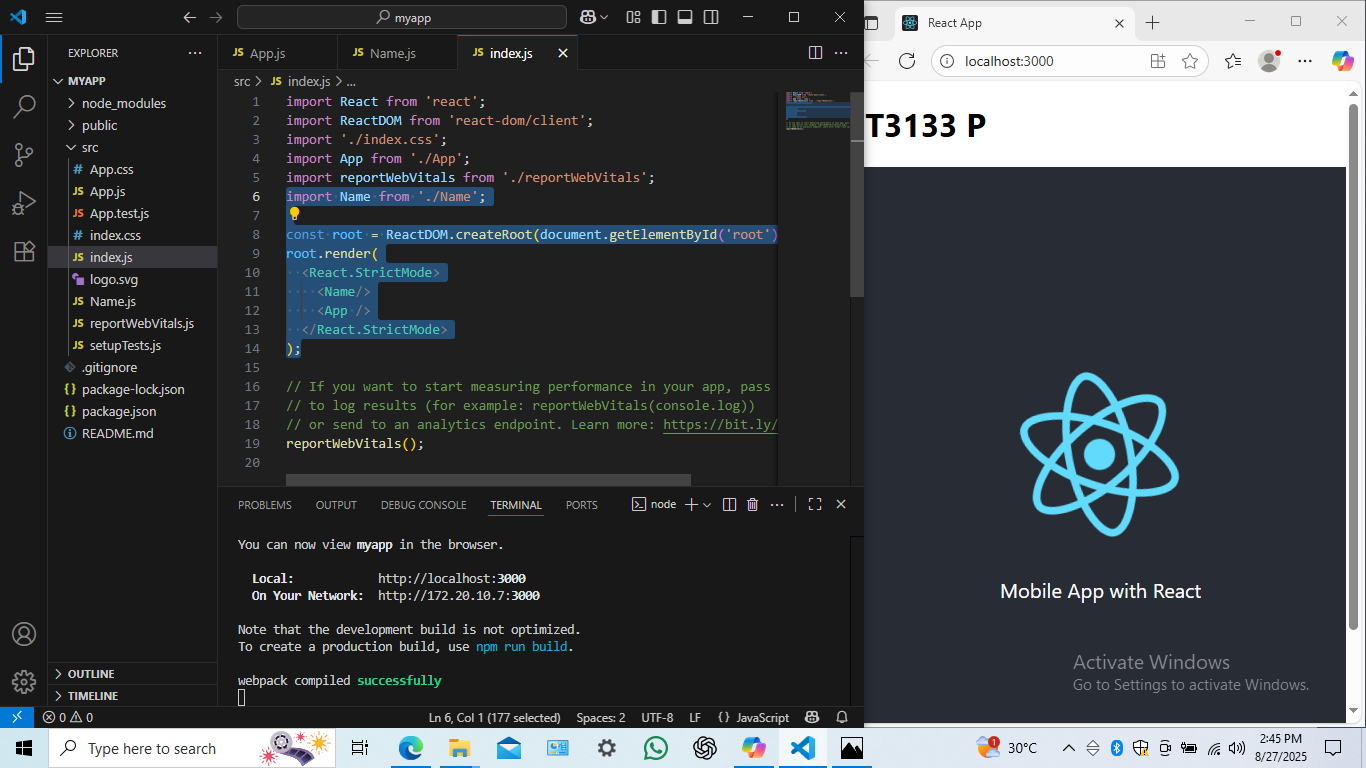 myapp
EXPLORER
MYAPP
node_modules
public
src
App.css
App.js
App.test.js
index.css
index.js
logo.svg
Name.js
reportWebVitals.js
setupTests.js
.gitignore
package-lock.json
package.json
README.md
OUTLINE
TIMELINE
JS App.js
JS Name.js
JS index.js
src > JS index.js > ...
1 import React from 'react';
2 import ReactDOM from 'react-dom/client';
3 import './index.css';
4 import App from './App';
5 import reportWebVitals from './reportWebVitals';
6 import Name from './Name';
7
8 const root = ReactDOM.createRoot(document.getElementById('root')
9 root.render(
10 <React.StrictMode>
11 <Name/>
12 <App />
13 </React.StrictMode>
14 );
15
16 // If you want to start measuring performance in your app, pass
17 // to log results (for example: reportWebVitals(console.log))
18 // or send to an analytics endpoint. Learn more: https://bit.ly/
19 reportWebVitals();
20
PROBLEMS OUTPUT DEBUG CONSOLE TERMINAL PORTS node
You can now view myapp in the browser.
Local: http://localhost:3000
On Your Network: http://172.20.10.7:3000
Note that the development build is not optimized.
To create a production build, use npm run build.
webpack compiled successfully
0 0 Ln 6, Col 1 (177 selected) Spaces: 2 UTF-8 LF {} JavaScript
React App
localhost:3000
T3133 P
Mobile App with React
Activate Windows
Go to Settings to activate Windows.
Type here to search
1 30°C
2:45 PM
8/27/2025